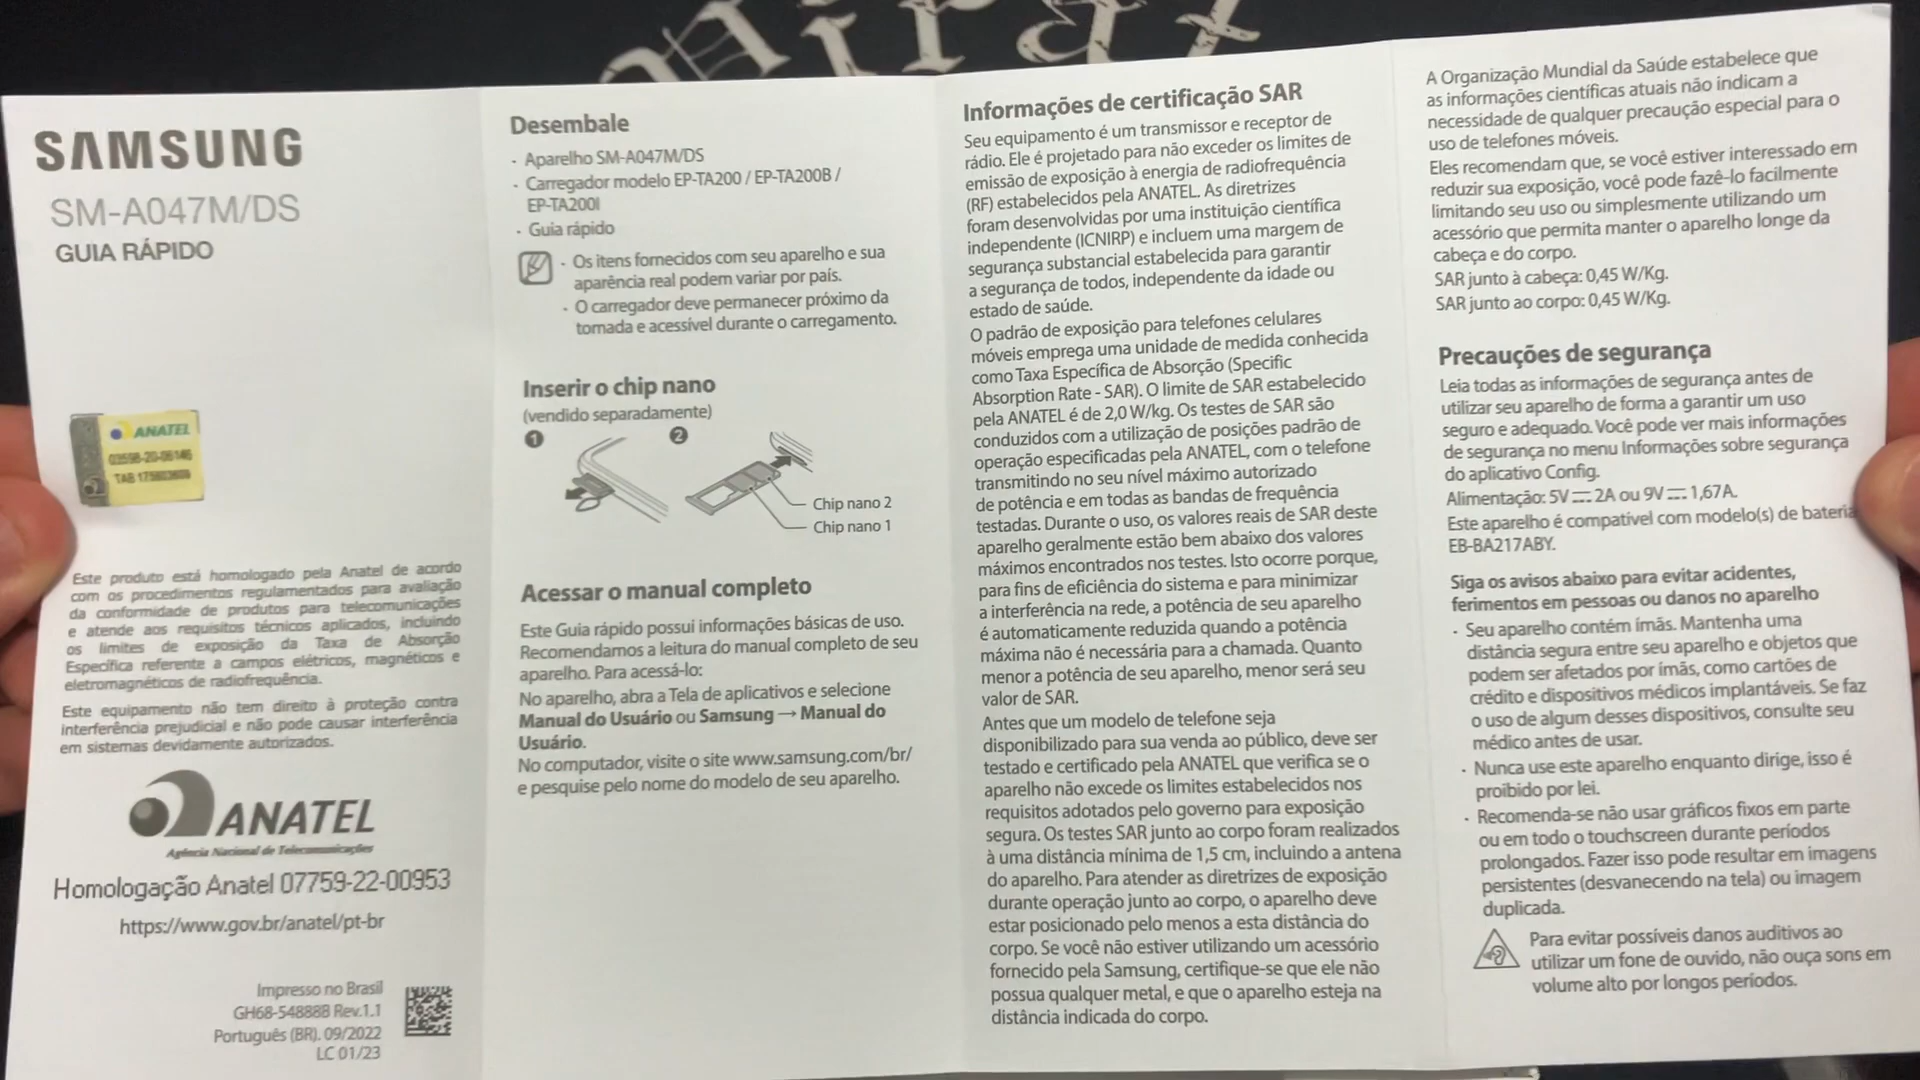 SAMSUNG
SM-A047M/DS
GUIA RÁPIDO
ANATEL
03598-20-06146
Este produto está homologado pela Anatel de acordo
com os procedimentos regulamentados para avaliação
da conformidade de produtos para telecomunicações
e atende aos requisitos técnicos aplicados, incluindo
os limites de exposição da Taxa de Absorção
Específica referente a campos elétricos, magnéticos e
eletromagnéticos de radiofrequência.
Este equipamento não tem direito à proteção contra
interferência prejudicial e não pode causar interferência
em sistemas devidamente autorizados.
ANATEL
Agência Nacional de Telecomunicações
Homologação Anatel 07759-22-00953
https://www.gov.br/anatel/pt-br
Impresso no Brasil
GH68-54888B Rev.1.1
Português (BR). 09/2022
LC 01/23
Desembale
· Aparelho SM-A047M/DS
· Carregador modelo EP-TA200 / EP-TA200B /
EP-TA200I
· Guia rápido
· Os itens fornecidos com seu aparelho e sua
aparência real podem variar por país.
· O carregador deve permanecer próximo da
tomada e acessível durante o carregamento.
Inserir o chip nano
(vendido separadamente)
1 2
Chip nano 2
Chip nano 1
Acessar o manual completo
Este Guia rápido possui informações básicas de uso.
Recomendamos a leitura do manual completo de seu
aparelho. Para acessá-lo:
No aparelho, abra a Tela de aplicativos e selecione
Manual do Usuário ou Samsung → Manual do
Usuário.
No computador, visite o site www.samsung.com/br/
e pesquise pelo nome do modelo de seu aparelho.
Informações de certificação SAR
Seu equipamento é um transmissor e receptor de
rádio. Ele é projetado para não exceder os limites de
emissão de exposição à energia de radiofrequência
(RF) estabelecidos pela ANATEL. As diretrizes
foram desenvolvidas por uma instituição científica
independente (ICNIRP) e incluem uma margem de
segurança substancial estabelecida para garantir
a segurança de todos, independente da idade ou
estado de saúde.
O padrão de exposição para telefones celulares
móveis emprega uma unidade de medida conhecida
como Taxa Específica de Absorção (Specific
Absorption Rate - SAR). O limite de SAR estabelecido
pela ANATEL é de 2,0 W/kg. Os testes de SAR são
conduzidos com a utilização de posições padrão de
operação especificadas pela ANATEL, com o telefone
transmitindo no seu nível máximo autorizado
de potência e em todas as bandas de frequência
testadas. Durante o uso, os valores reais de SAR deste
aparelho geralmente estão bem abaixo dos valores
máximos encontrados nos testes. Isto ocorre porque,
para fins de eficiência do sistema e para minimizar
a interferência na rede, a potência de seu aparelho
é automaticamente reduzida quando a potência
máxima não é necessária para a chamada. Quanto
menor a potência de seu aparelho, menor será seu
valor de SAR.
Antes que um modelo de telefone seja
disponibilizado para sua venda ao público, deve ser
testado e certificado pela ANATEL que verifica se o
aparelho não excede os limites estabelecidos nos
requisitos adotados pelo governo para exposição
segura. Os testes SAR junto ao corpo foram realizados
à uma distância mínima de 1,5 cm, incluindo a antena
do aparelho. Para atender as diretrizes de exposição
durante operação junto ao corpo, o aparelho deve
estar posicionado pelo menos a esta distância do
corpo. Se você não estiver utilizando um acessório
fornecido pela Samsung, certifique-se que ele não
possua qualquer metal, e que o aparelho esteja na
distância indicada do corpo.
A Organização Mundial da Saúde estabelece que
as informações científicas atuais não indicam a
necessidade de qualquer precaução especial para o
uso de telefones móveis.
Eles recomendam que, se você estiver interessado em
reduzir sua exposição, você pode fazê-lo facilmente
limitando seu uso ou simplesmente utilizando um
acessório que permita manter o aparelho longe da
cabeça e do corpo.
SAR junto à cabeça: 0,45 W/Kg.
SAR junto ao corpo: 0,45 W/Kg.
Precauções de segurança
Leia todas as informações de segurança antes de
utilizar seu aparelho de forma a garantir um uso
seguro e adequado. Você pode ver mais informações
de segurança no menu Informações sobre segurança
do aplicativo Config.
Alimentação: 5V ⎓ 2A ou 9V ⎓ 1,67A.
Este aparelho é compatível com modelo(s) de bateria
EB-BA217ABY.
Siga os avisos abaixo para evitar acidentes,
ferimentos em pessoas ou danos no aparelho
· Seu aparelho contém ímãs. Mantenha uma
distância segura entre seu aparelho e objetos que
podem ser afetados por ímãs, como cartões de
crédito e dispositivos médicos implantáveis. Se faz
o uso de algum desses dispositivos, consulte seu
médico antes de usar.
· Nunca use este aparelho enquanto dirige, isso é
proibido por lei.
· Recomenda-se não usar gráficos fixos em parte
ou em todo o touchscreen durante períodos
prolongados. Fazer isso pode resultar em imagens
persistentes (desvanecendo na tela) ou imagem
duplicada.
Para evitar possíveis danos auditivos ao
utilizar um fone de ouvido, não ouça sons em
volume alto por longos períodos.